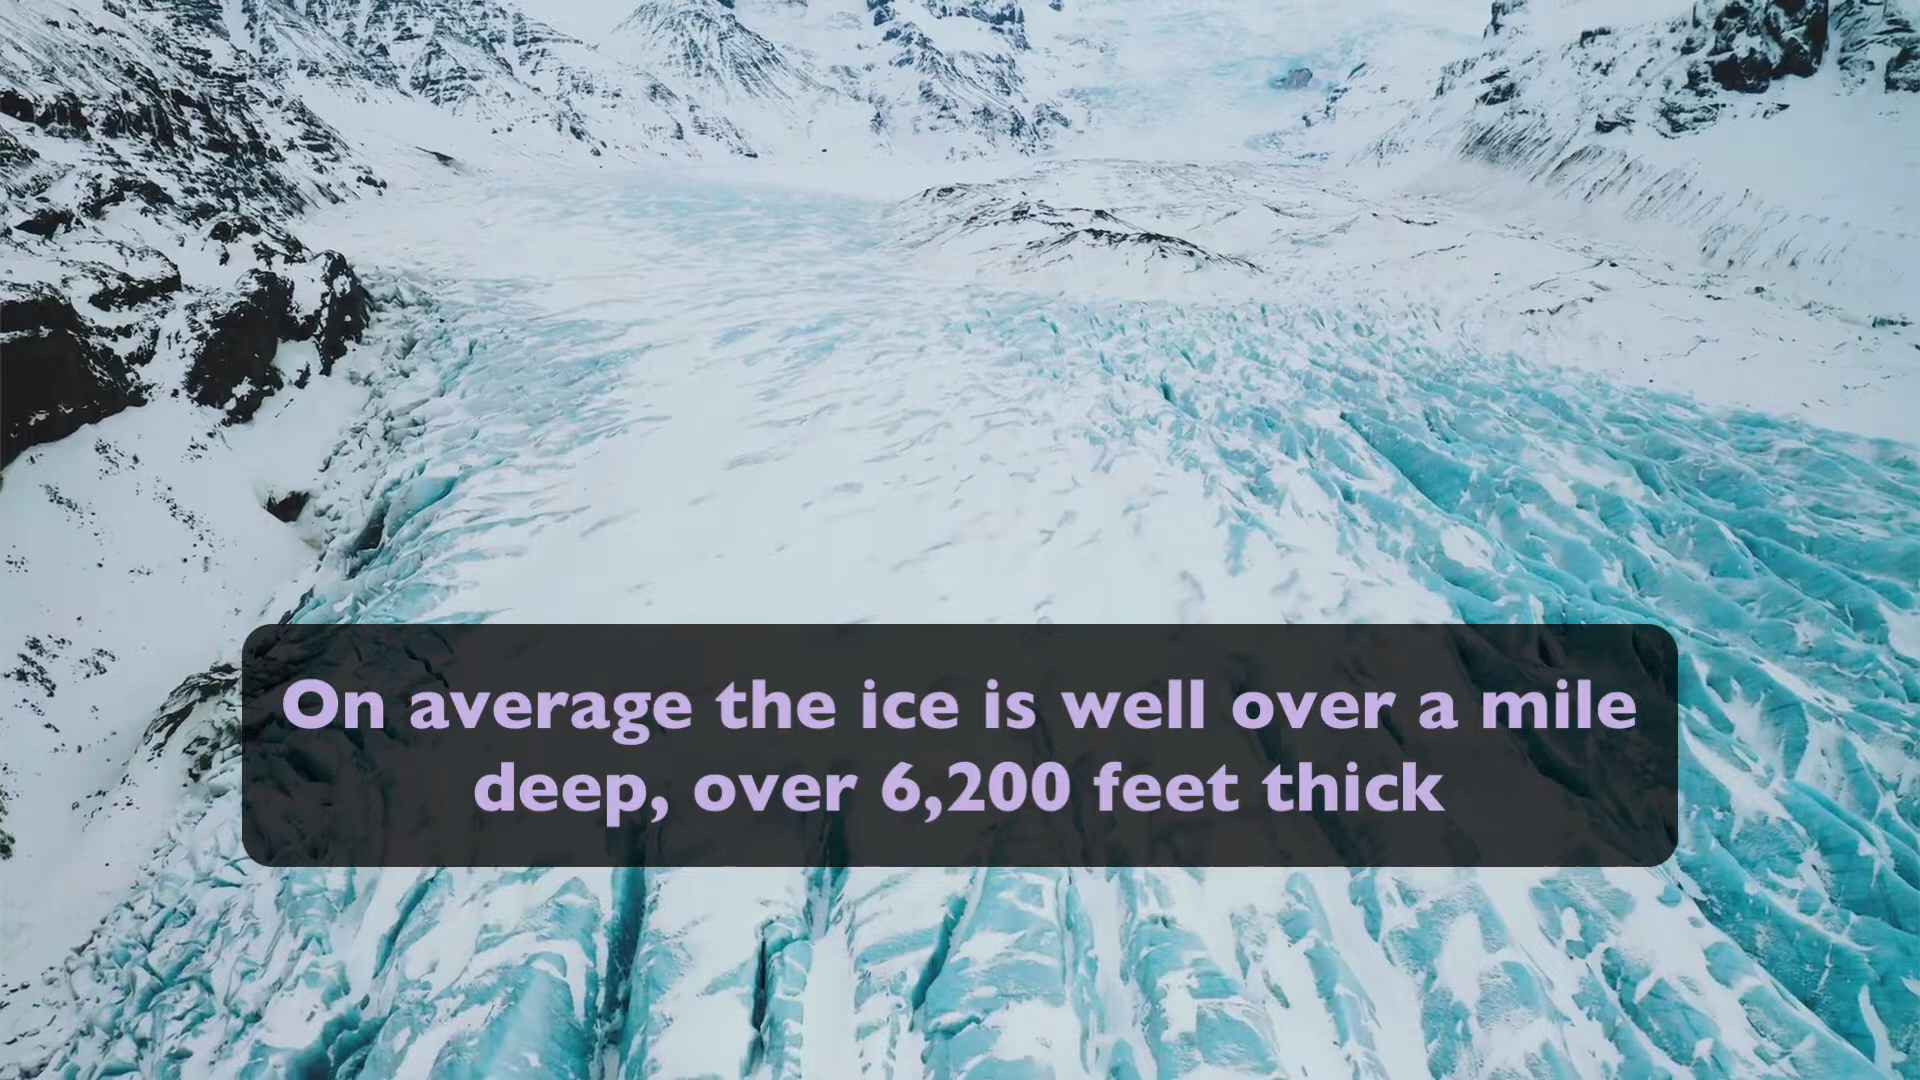 On average the ice is well over a mile
deep, over 6,200 feet thick